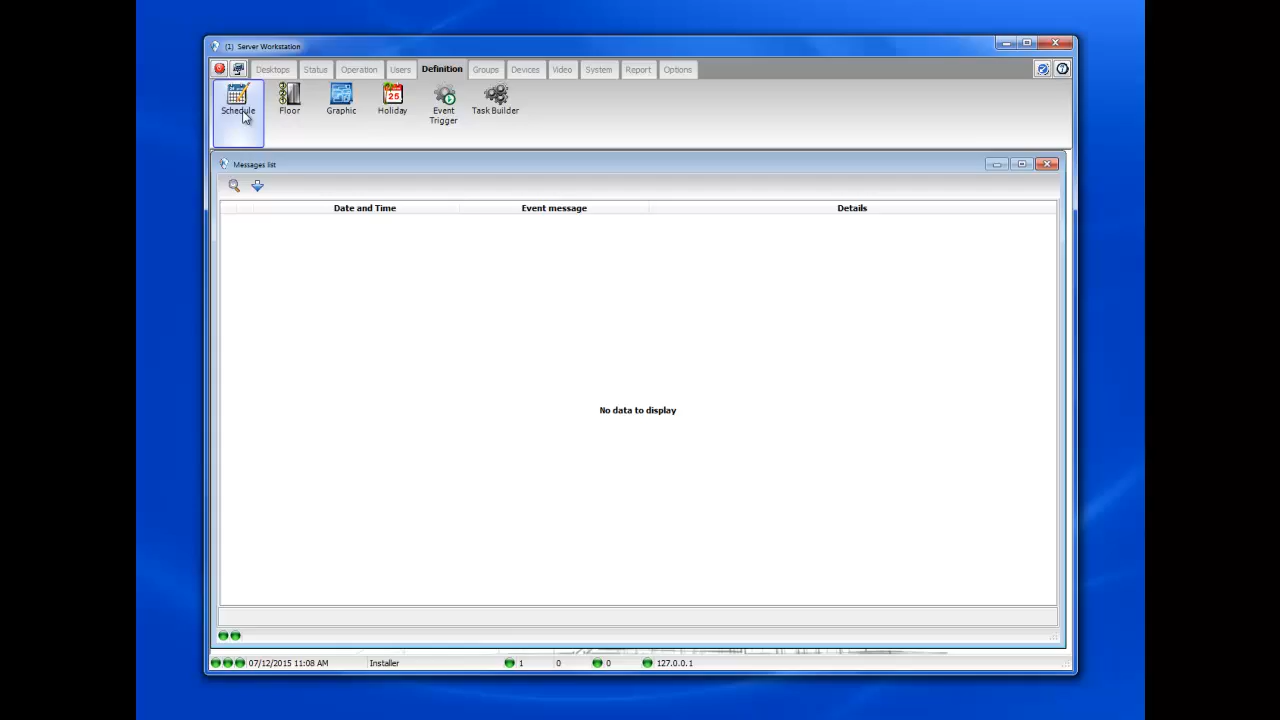 (1) Server Workstation
Desktops Status Operation Users Definition Groups Devices Video System Report Options
Schedule Floor Graphic Holiday Event Trigger Task Builder
25
Messages list
Date and Time Event message Details
No data to display
07/12/2015 11:08 AM Installer 1 0 0 127.0.0.1